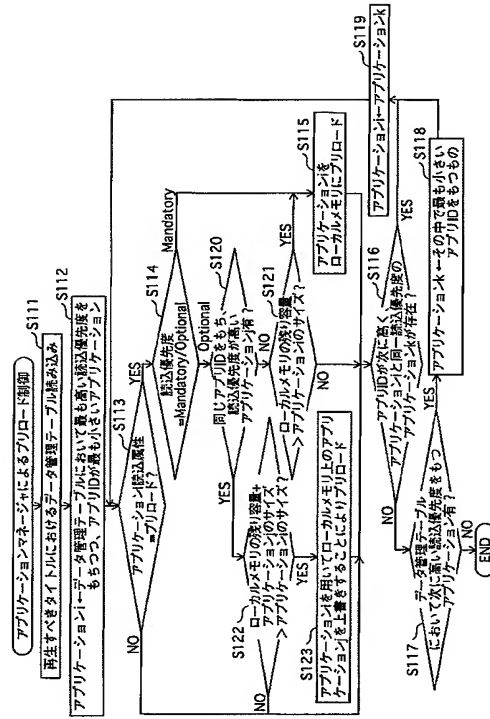 アプリケーションマネージャによるプリロード制御
S111
再生すべきタイトルにおけるデータ管理テーブル読み込み
S112
アプリケーションi←データ管理テーブルにおいて最も高い読込優先度を
もちつつ、アプリIDが最も小さいアプリケーション
S113
アプリケーションi読込属性
=プリロード?
YES
NO
S114
読込優先度
=Mandatory/Optional
Mandatory
Optional
S120
同じアプリIDをもち、
読込優先度が高い
アプリケーションj有?
YES
NO
S121
ローカルメモリの残り容量
>アプリケーションiのサイズ?
YES
NO
S115
アプリケーションiを
ローカルメモリにプリロード
S122
ローカルメモリの残り容量+
アプリケーションjのサイズ
>アプリケーションiのサイズ?
YES
NO
S123
アプリケーションiを用いてローカルメモリ上のアプリ
ケーションjを上書きすることによりプリロード
S116
アプリIDが次に高く、
アプリケーションiと同一読込優先度の
アプリケーションkが存在?
YES
NO
S117
データ管理テーブル
において次に高い読込優先度をもつ
アプリケーション有?
YES
NO
S118
アプリケーションk←その中で最も小さい
アプリIDをもつもの
S119
アプリケーションi←アプリケーションk
END